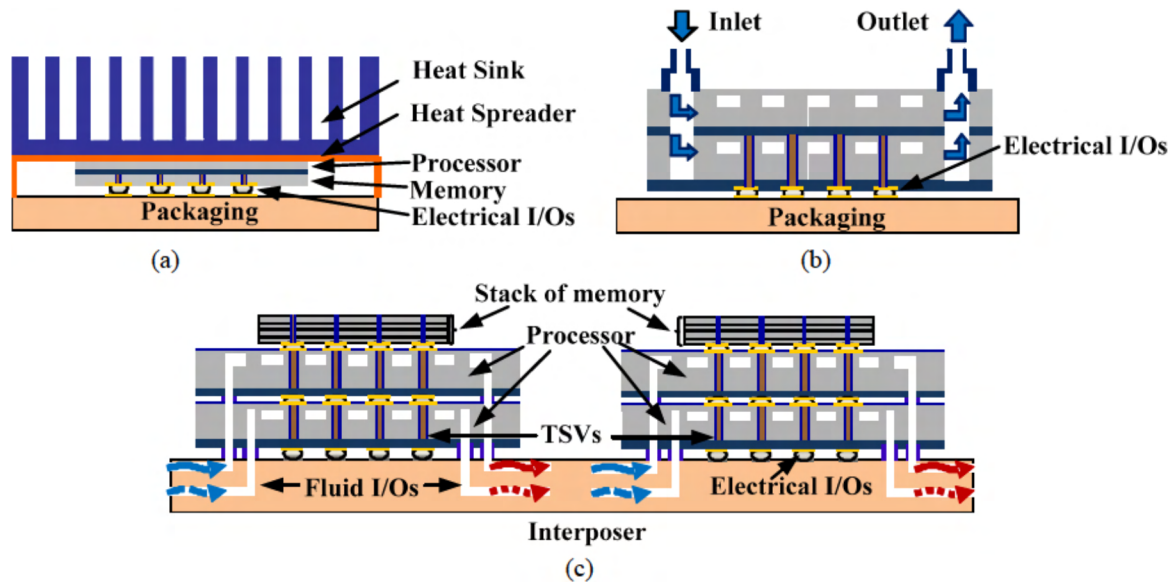 Heat Sink
Heat Spreader
Processor
Memory
Electrical I/Os
Packaging
(a)
Inlet
Outlet
Electrical I/Os
Packaging
(b)
Stack of memory
Processor
TSVs
Fluid I/Os
Electrical I/Os
Interposer
(c)